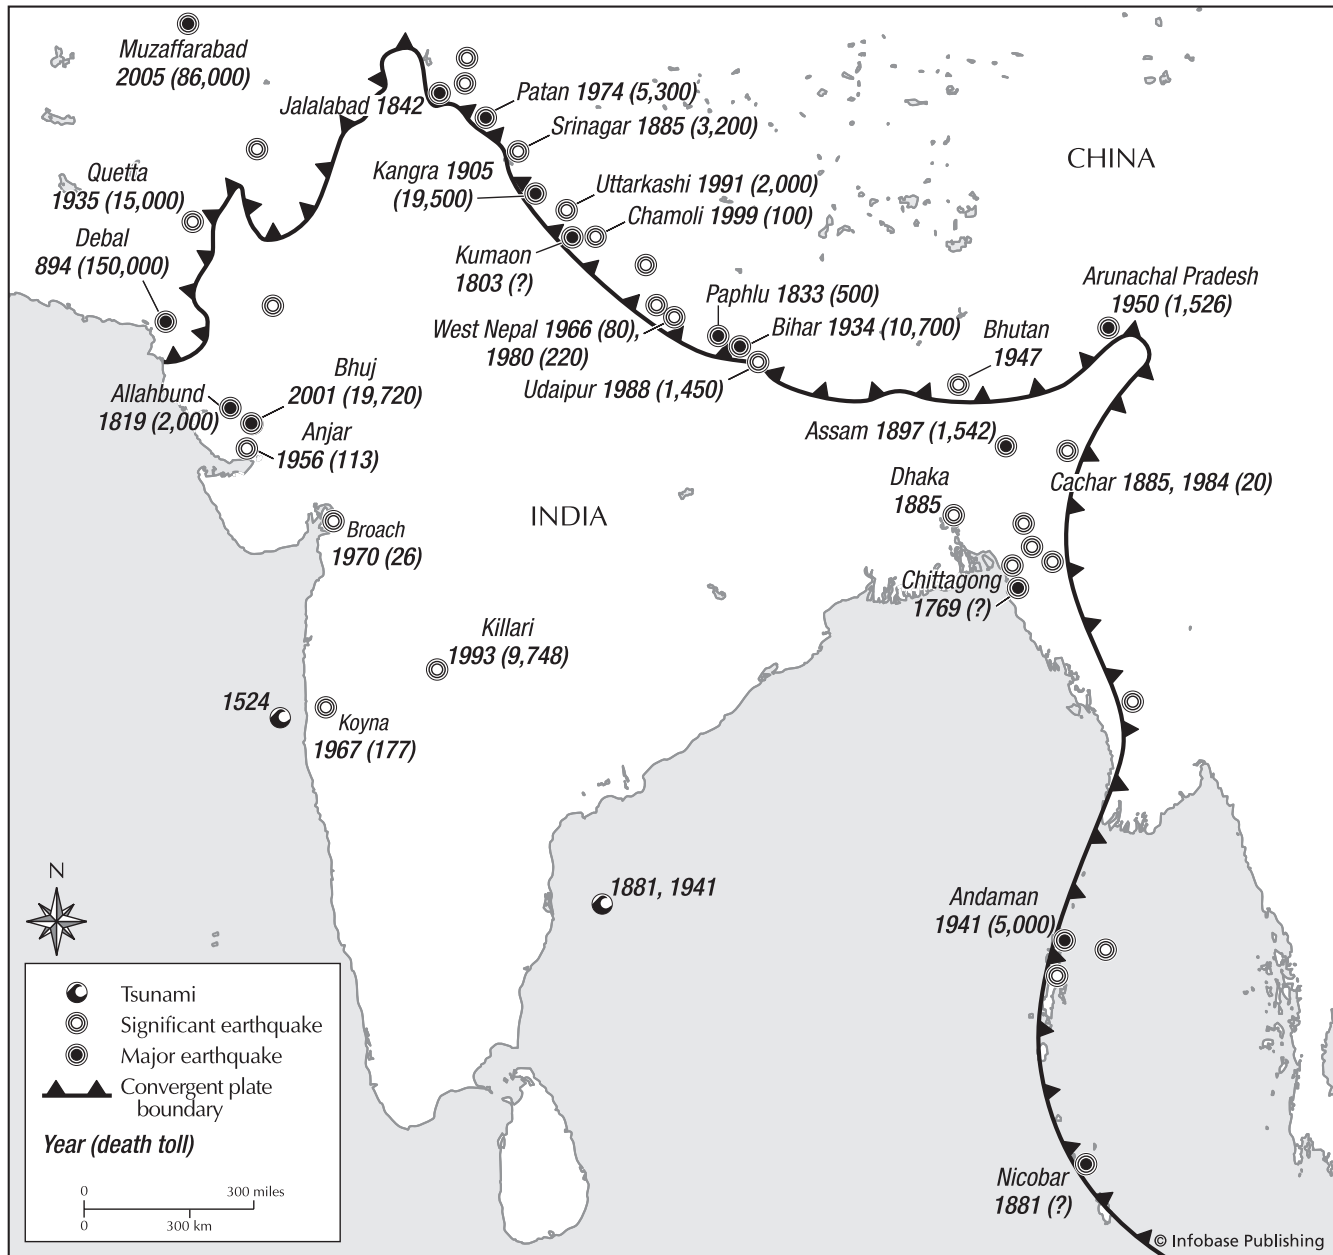 Muzaffarabad
2005 (86,000)
Jalalabad 1842
Patan 1974 (5,300)
Srinagar 1885 (3,200)
CHINA
Quetta
1935 (15,000)
Kangra 1905
(19,500)
Uttarkashi 1991 (2,000)
Chamoli 1999 (100)
Debal
894 (150,000)
Kumaon
1803 (?)
Arunachal Pradesh
1950 (1,526)
Paphlu 1833 (500)
Bihar 1934 (10,700)
West Nepal 1966 (80),
1980 (220)
Bhutan
1947
Udaipur 1988 (1,450)
Bhuj
2001 (19,720)
Allahbund
1819 (2,000)
Anjar
1956 (113)
Assam 1897 (1,542)
Dhaka
1885
Cachar 1885, 1984 (20)
INDIA
Broach
1970 (26)
Chittagong
1769 (?)
Killari
1993 (9,748)
1524
Koyna
1967 (177)
N
1881, 1941
Andaman
1941 (5,000)
Tsunami
Significant earthquake
Major earthquake
Convergent plate
boundary
Year (death toll)
0 300 miles
0 300 km
Nicobar
1881 (?)
© Infobase Publishing